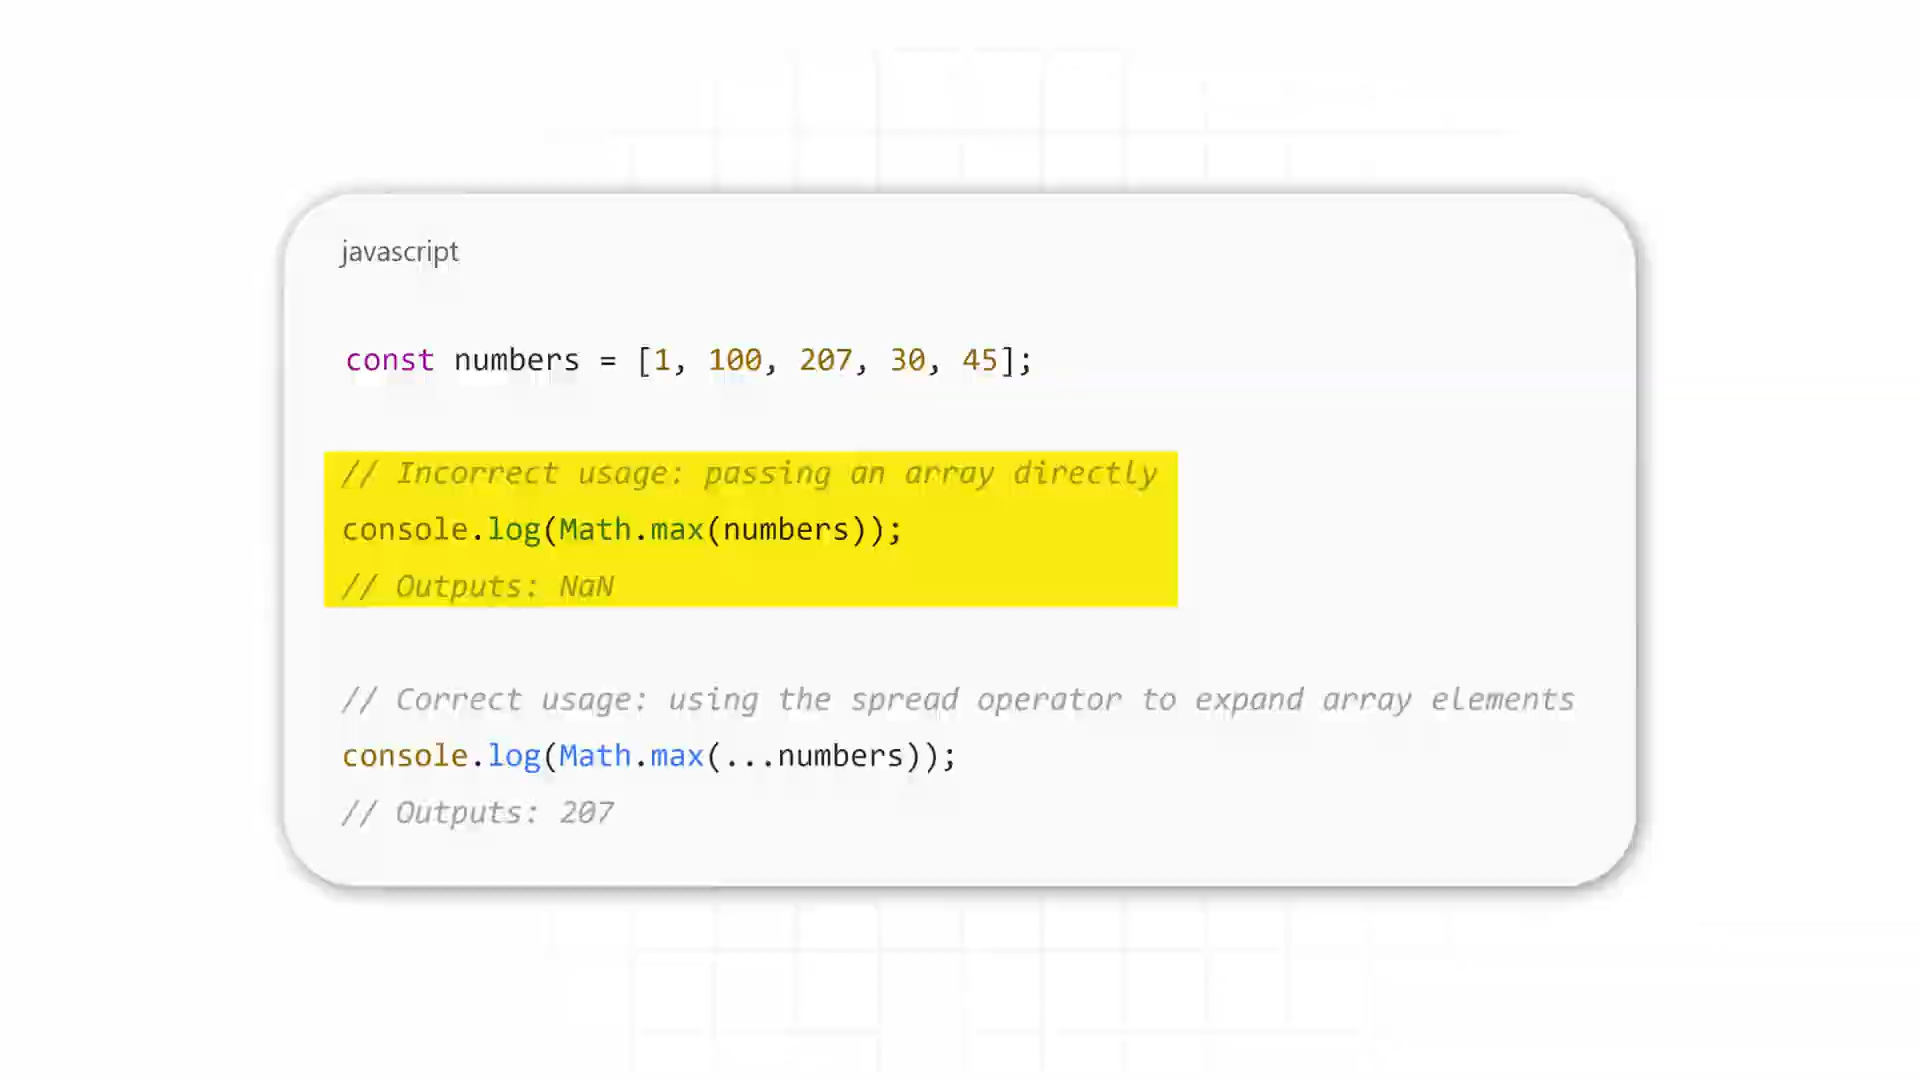 javascript
const numbers = [1, 100, 207, 30, 45];
// Incorrect usage: passing an array directly
console.log(Math.max(numbers));
// Outputs: NaN
// Correct usage: using the spread operator to expand array elements
console.log(Math.max(...numbers));
// Outputs: 207